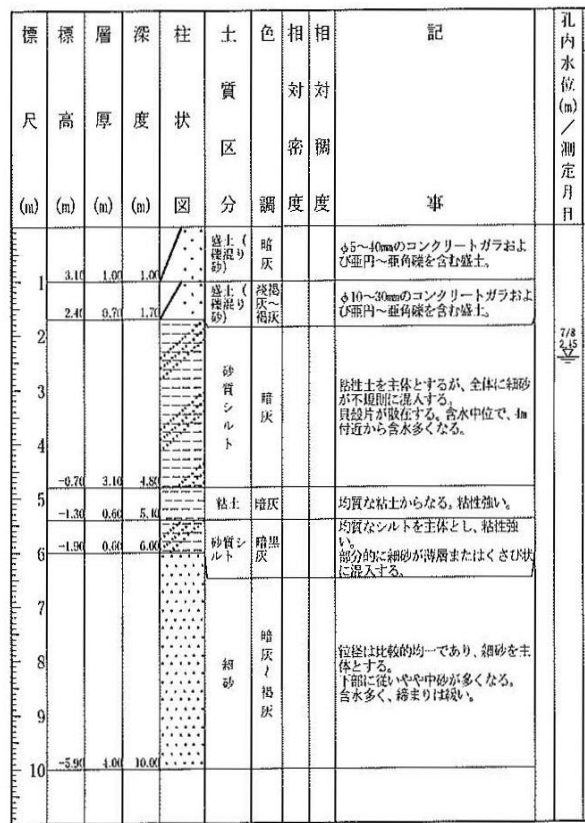 標尺(m) 標高(m) 層厚(m) 深度(m) 柱状図 土質区分 色調 相対密度 相対稠度 記事 孔内水位(m)／測定月日
3.10 1.00 1.00
盛土(礫混り砂)
暗灰
φ5～40mmのコンクリートガラおよ
び亜円～亜角礫を含む盛土。
1
2.40 0.70 1.70
盛土(礫混り砂)
褐灰
φ10～30mmのコンクリートガラおよ
び亜円～亜角礫を含む盛土。
2
7/8
2.15
3
4
-0.70 3.10 4.80
砂質シルト
暗灰
粘性土を主体とするが、全体に細砂
が不規則に混入する。
貝殻片が散在する。含水中位で、4m
付近から含水多くなる。
5
-1.30 0.60 5.40
粘土
暗灰
均質な粘土からなる。粘性強い。
-1.90 0.60 6.00
砂質シルト
暗黒灰
均質なシルトを主体とし、粘性強
い。
部分的に細砂が薄層またはくさび状
に混入する。
6
7
8
9
細砂
暗灰～褐灰
粒径は比較的均一であり、細砂を主
体とする。
下部に従いやや中砂が多くなる。
含水多く、締まりは緩い。
-5.90 4.00 10.00
10